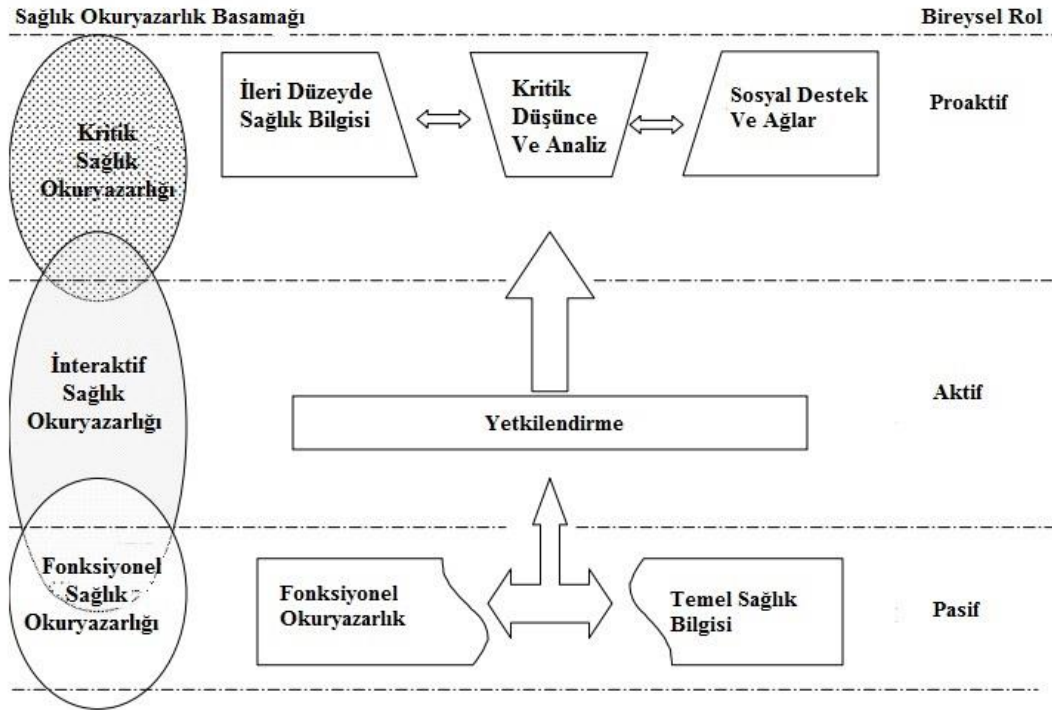 Sağlık Okuryazarlık Basamağı
Bireysel Rol
Kritik
Sağlık
Okuryazarlığı
İleri Düzeyde
Sağlık Bilgisi
Kritik
Düşünce
Ve Analiz
Sosyal Destek
Ve Ağlar
Proaktif
İnteraktif
Sağlık
Okuryazarlığı
Yetkilendirme
Aktif
Fonksiyonel
Sağlık
Okuryazarlığı
Fonksiyonel
Okuryazarlık
Temel Sağlık
Bilgisi
Pasif